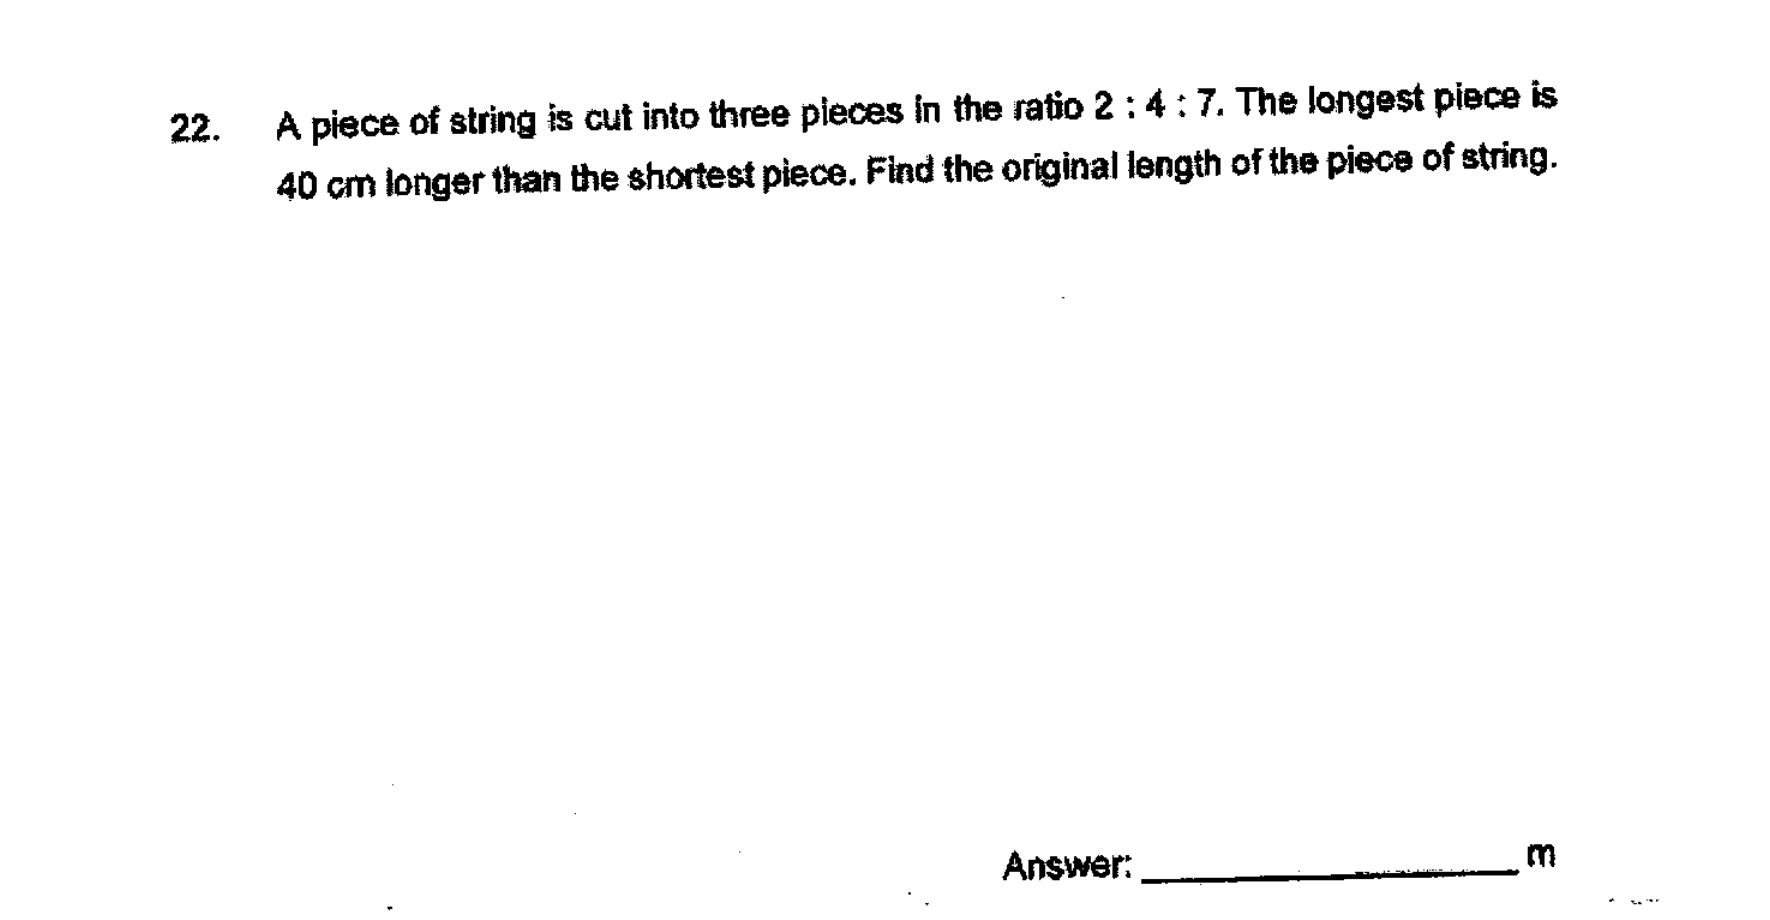 22. A piece of string is cut into three pieces in the ratio 2 : 4 : 7. The longest piece is
40 cm longer than the shortest piece. Find the original length of the piece of string.
Answer: ____________ m